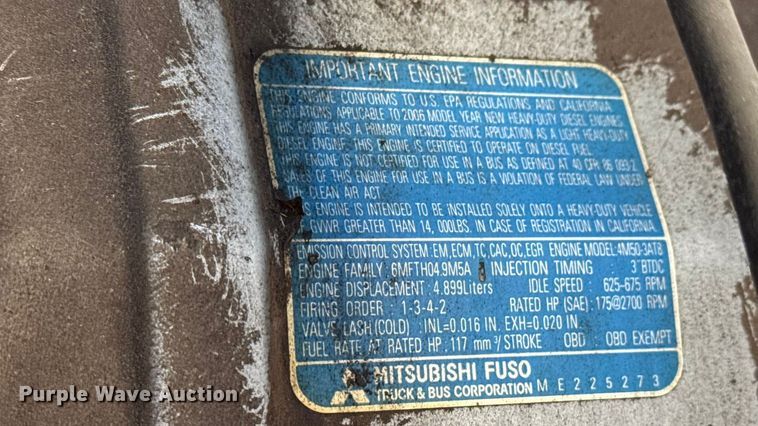 IMPORTANT ENGINE INFORMATION
THIS ENGINE CONFORMS TO U.S. EPA REGULATIONS AND CALIFORNIA
REGULATIONS APPLICABLE TO 2006 MODEL YEAR NEW HEAVY-DUTY DIESEL ENGINES
THIS ENGINE HAS A PRIMARY INTENDED SERVICE APPLICATION AS A LIGHT HEAVY-DUTY
DIESEL ENGINE. THIS ENGINE IS CERTIFIED TO OPERATE ON DIESEL FUEL.
THIS ENGINE IS NOT CERTIFIED FOR USE IN A BUS AS DEFINED AT 40 CFR 86 093-2
SALES OF THIS ENGINE FOR USE IN A BUS IS A VIOLATION OF FEDERAL LAW UNDER
THE CLEAN AIR ACT
THIS ENGINE IS INTENDED TO BE INSTALLED SOLELY ONTO A HEAVY-DUTY VEHICLE
GVWR GREATER THAN 14,000LBS, IN CASE OF REGISTRATION IN CALIFORNIA.
EMISSION CONTROL SYSTEM : EM, ECM, TC, CAC, OC, EGR ENGINE MODEL: 4M50-3AT8
ENGINE FAMILY : 6MFTH04.9M5A INJECTION TIMING : 3°BTDC
ENGINE DISPLACEMENT : 4.899Liters IDLE SPEED : 625-675 RPM
FIRING ORDER : 1-3-4-2 RATED HP (SAE) : 175@2700 RPM
VALVE LASH (COLD) : INL=0.016 IN, EXH=0.020 IN
FUEL RATE AT RATED HP. 117 mm³/STROKE OBD : OBD EXEMPT
MITSUBISHI FUSO
TRUCK & BUS CORPORATION ME225273
Purple Wave Auction